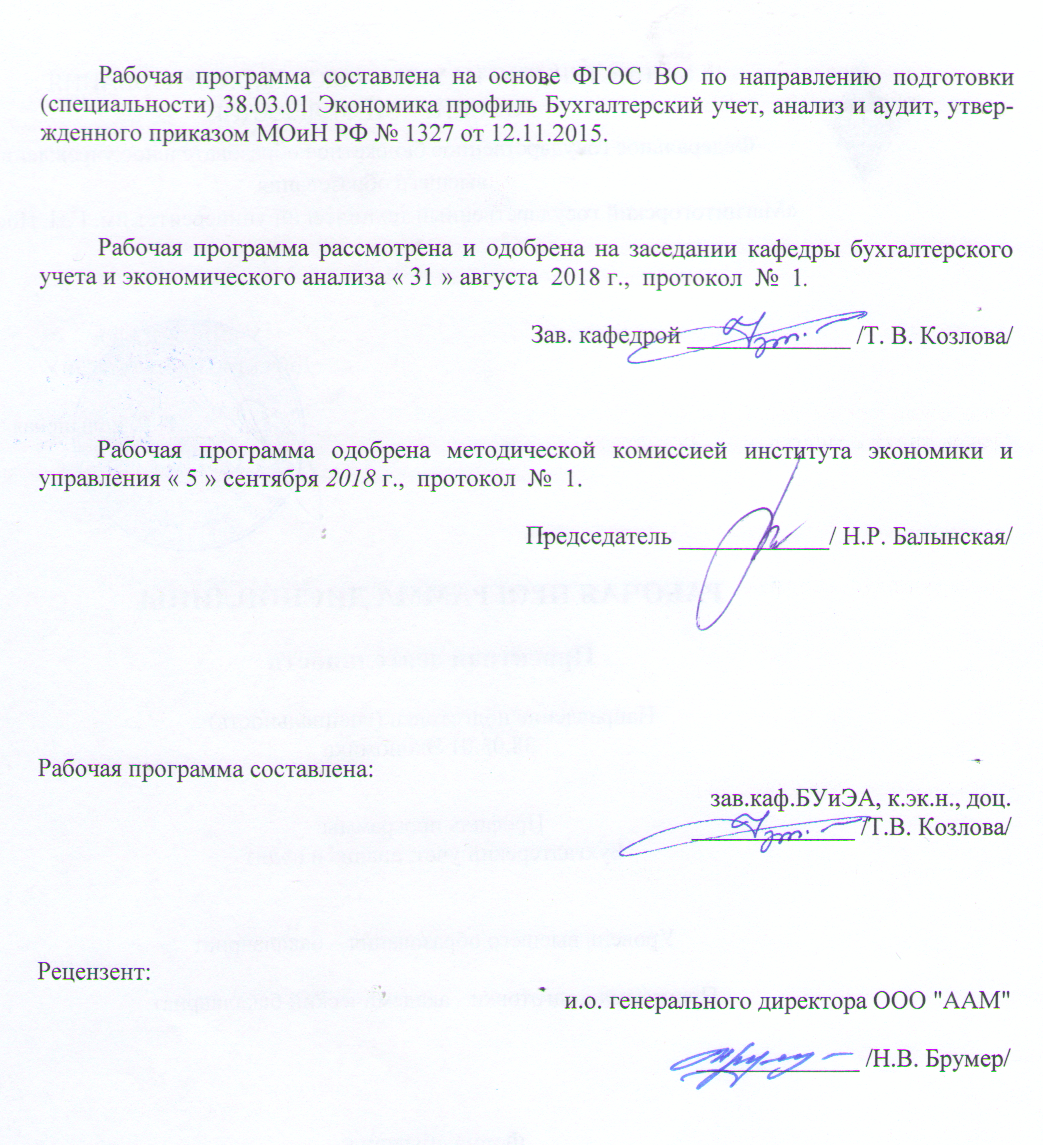 Рабочая программа составлена на основе ФГОС ВО по направлению подготовки
(специальности) 38.03.01 Экономика профиль Бухгалтерский учет, анализ и аудит, утвер-
жденного приказом МОиН РФ № 1327 от 12.11.2015.
Рабочая программа рассмотрена и одобрена на заседании кафедры бухгалтерского
учета и экономического анализа « 31 » августа 2018 г., протокол № 1.
Зав. кафедрой _____________ /Т. В. Козлова/
Рабочая программа одобрена методической комиссией института экономики и
управления « 5 » сентября 2018 г., протокол № 1.
Председатель ____________/ Н.Р. Балынская/
Рабочая программа составлена:
зав.каф.БУиЭА, к.эк.н., доц.
_____________ /Т.В. Козлова/
Рецензент:
и.о. генерального директора ООО "ААМ"
_____________ /Н.В. Брумер/